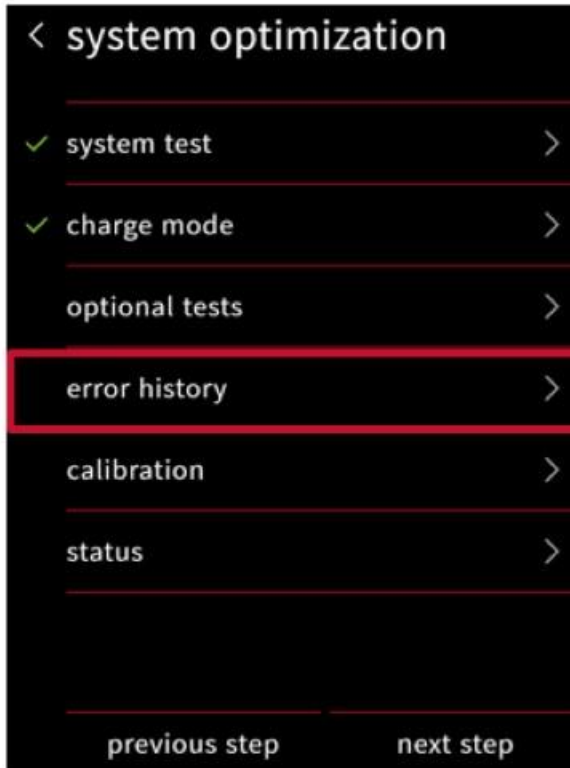 system optimization
system test
charge mode
optional tests
error history
calibration
status
previous step next step